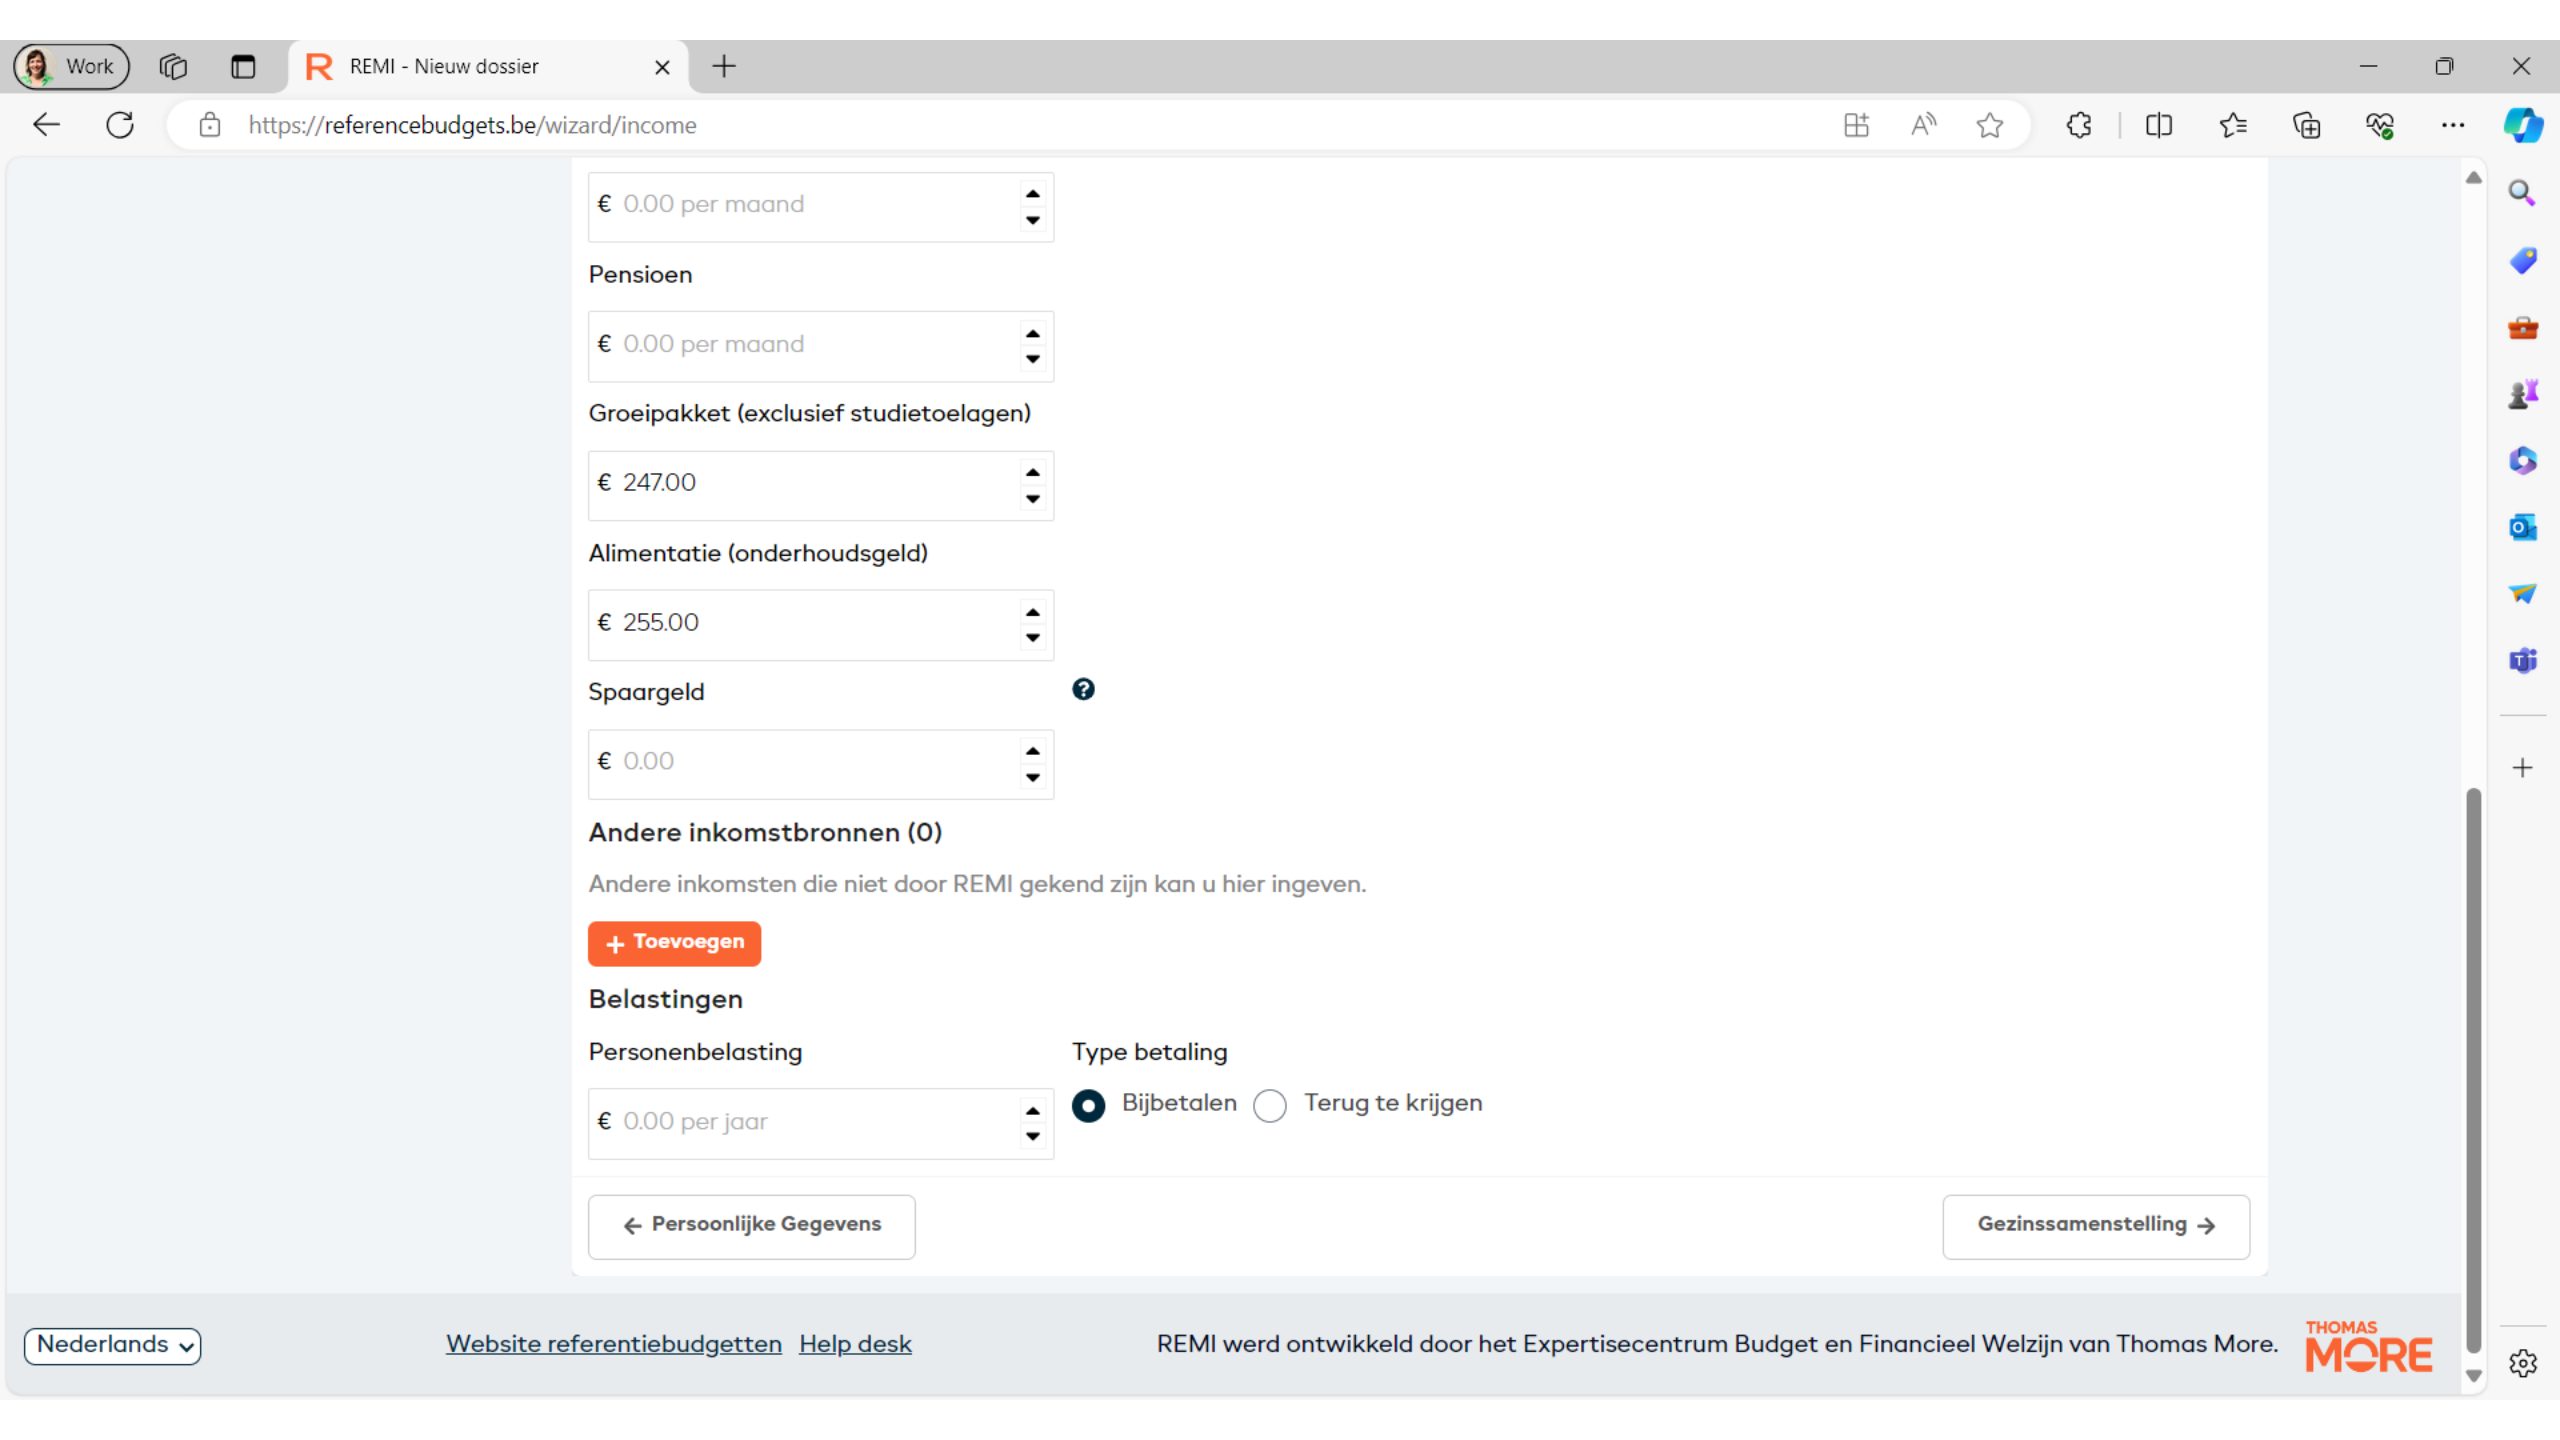 Work
REMI - Nieuw dossier
https://referencebudgets.be/wizard/income
€ 0.00 per maand
Pensioen
€ 0.00 per maand
Groeipakket (exclusief studietoelagen)
€ 247.00
Alimentatie (onderhoudsgeld)
€ 255.00
Spaargeld
€ 0.00
Andere inkomstbronnen (0)
Andere inkomsten die niet door REMI gekend zijn kan u hier ingeven.
+ Toevoegen
Belastingen
Personenbelasting Type betaling
€ 0.00 per jaar Bijbetalen Terug te krijgen
← Persoonlijke Gegevens Gezinssamenstelling →
Nederlands Website referentiebudgetten Help desk REMI werd ontwikkeld door het Expertisecentrum Budget en Financieel Welzijn van Thomas More.
THOMAS
MORE